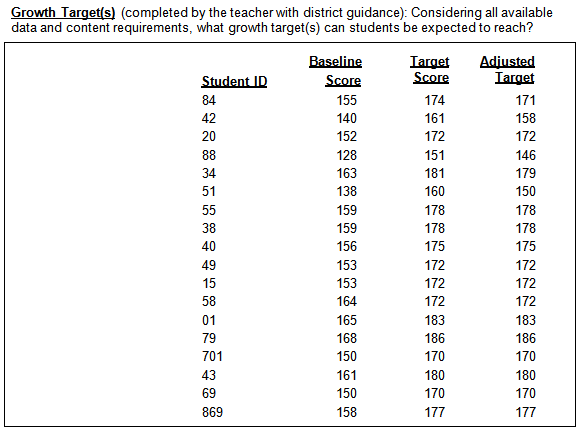 Growth Target(s) (completed by the teacher with district guidance): Considering all available
data and content requirements, what growth target(s) can students be expected to reach?
Student ID Baseline Score Target Score Adjusted Target
84 155 174 171
42 140 161 158
20 152 172 172
88 128 151 146
34 163 181 179
51 138 160 150
55 159 178 178
38 159 178 178
40 156 175 175
49 153 172 172
15 153 172 172
58 164 172 172
01 165 183 183
79 168 186 186
701 150 170 170
43 161 180 180
69 150 170 170
869 158 177 177